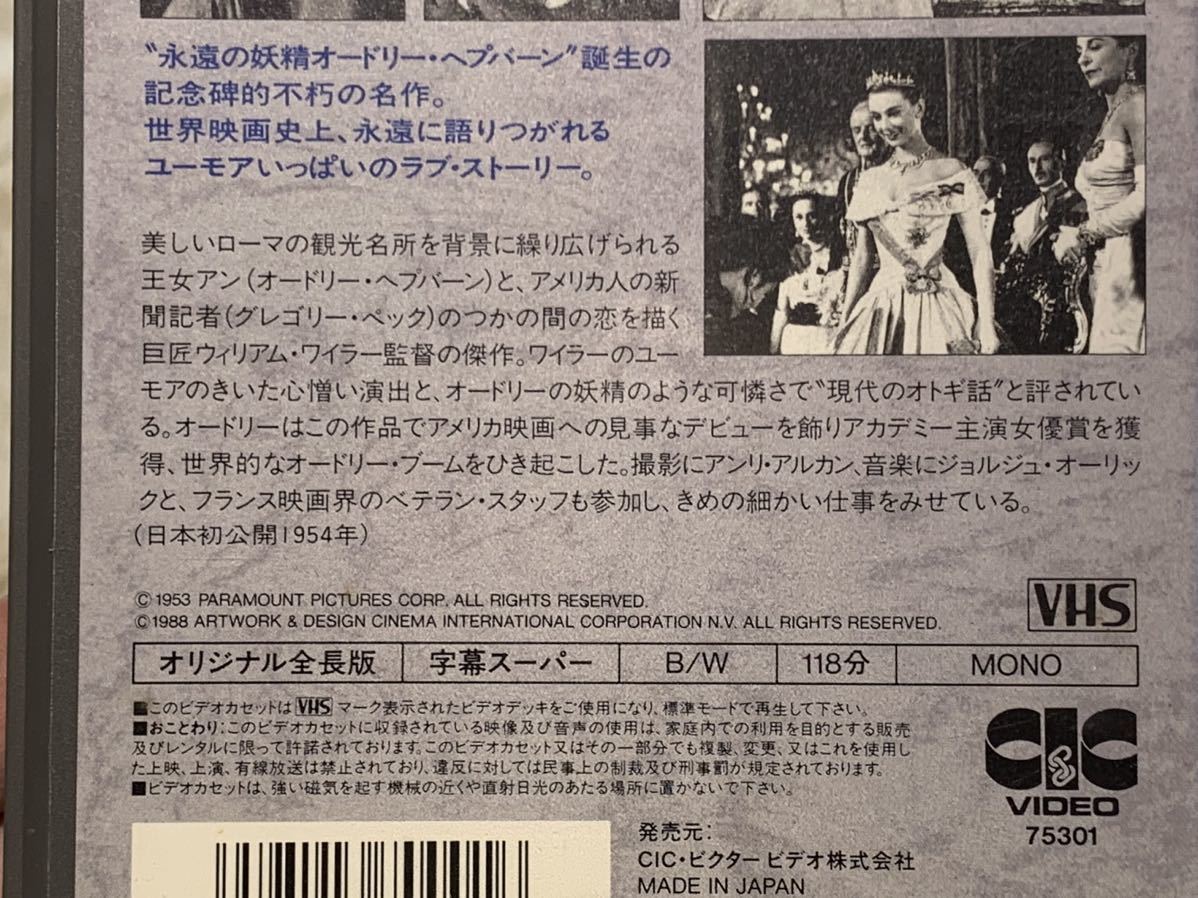 “永遠の妖精オードリー・ヘプバーン”誕生の
記念碑的不朽の名作。
世界映画史上、永遠に語りつがれる
ユーモアいっぱいのラブ・ストーリー。
美しいローマの観光名所を背景に繰り広げられる
王女アン(オードリー・ヘプバーン)と、アメリカ人の新
聞記者(グレゴリー・ペック)のつかの間の恋を描く
巨匠ウィリアム・ワイラー監督の傑作。ワイラーのユー
モアのきいた心憎い演出と、オードリーの妖精のような可憐さで“現代のオトギ話”と評されてい
る。オードリーはこの作品でアメリカ映画への見事なデビューを飾りアカデミー主演女優賞を獲
得、世界的なオードリー・ブームをひき起こした。撮影にアンリ・アルカン、音楽にジョルジュ・オーリッ
クと、フランス映画界のベテラン・スタッフも参加し、きめの細かい仕事をみせている。
(日本初公開1954年)
©1953 PARAMOUNT PICTURES CORP. ALL RIGHTS RESERVED.
©1988 ARTWORK & DESIGN CINEMA INTERNATIONAL CORPORATION N.V. ALL RIGHTS RESERVED.
VHS
オリジナル全長版 字幕スーパー B/W 118分 MONO
■このビデオカセットはVHSマーク表示されたビデオデッキをご使用になり、標準モードで再生して下さい。
■おことわり:このビデオカセットに収録されている映像及び音声の使用は、家庭内での利用を目的とする販売
及びレンタルに限って許諾されております。このビデオカセット又はその一部分でも複製、変更、又はこれを使用し
た上映、上演、有線放送は禁止されており、違反に対しては民事上の制裁及び刑事罰が規定されております。
■ビデオカセットは、強い磁気を起す機械の近くや直射日光のあたる場所に置かないで下さい。
CIC
VIDEO
75301
発売元:
CIC・ビクター ビデオ株式会社
MADE IN JAPAN